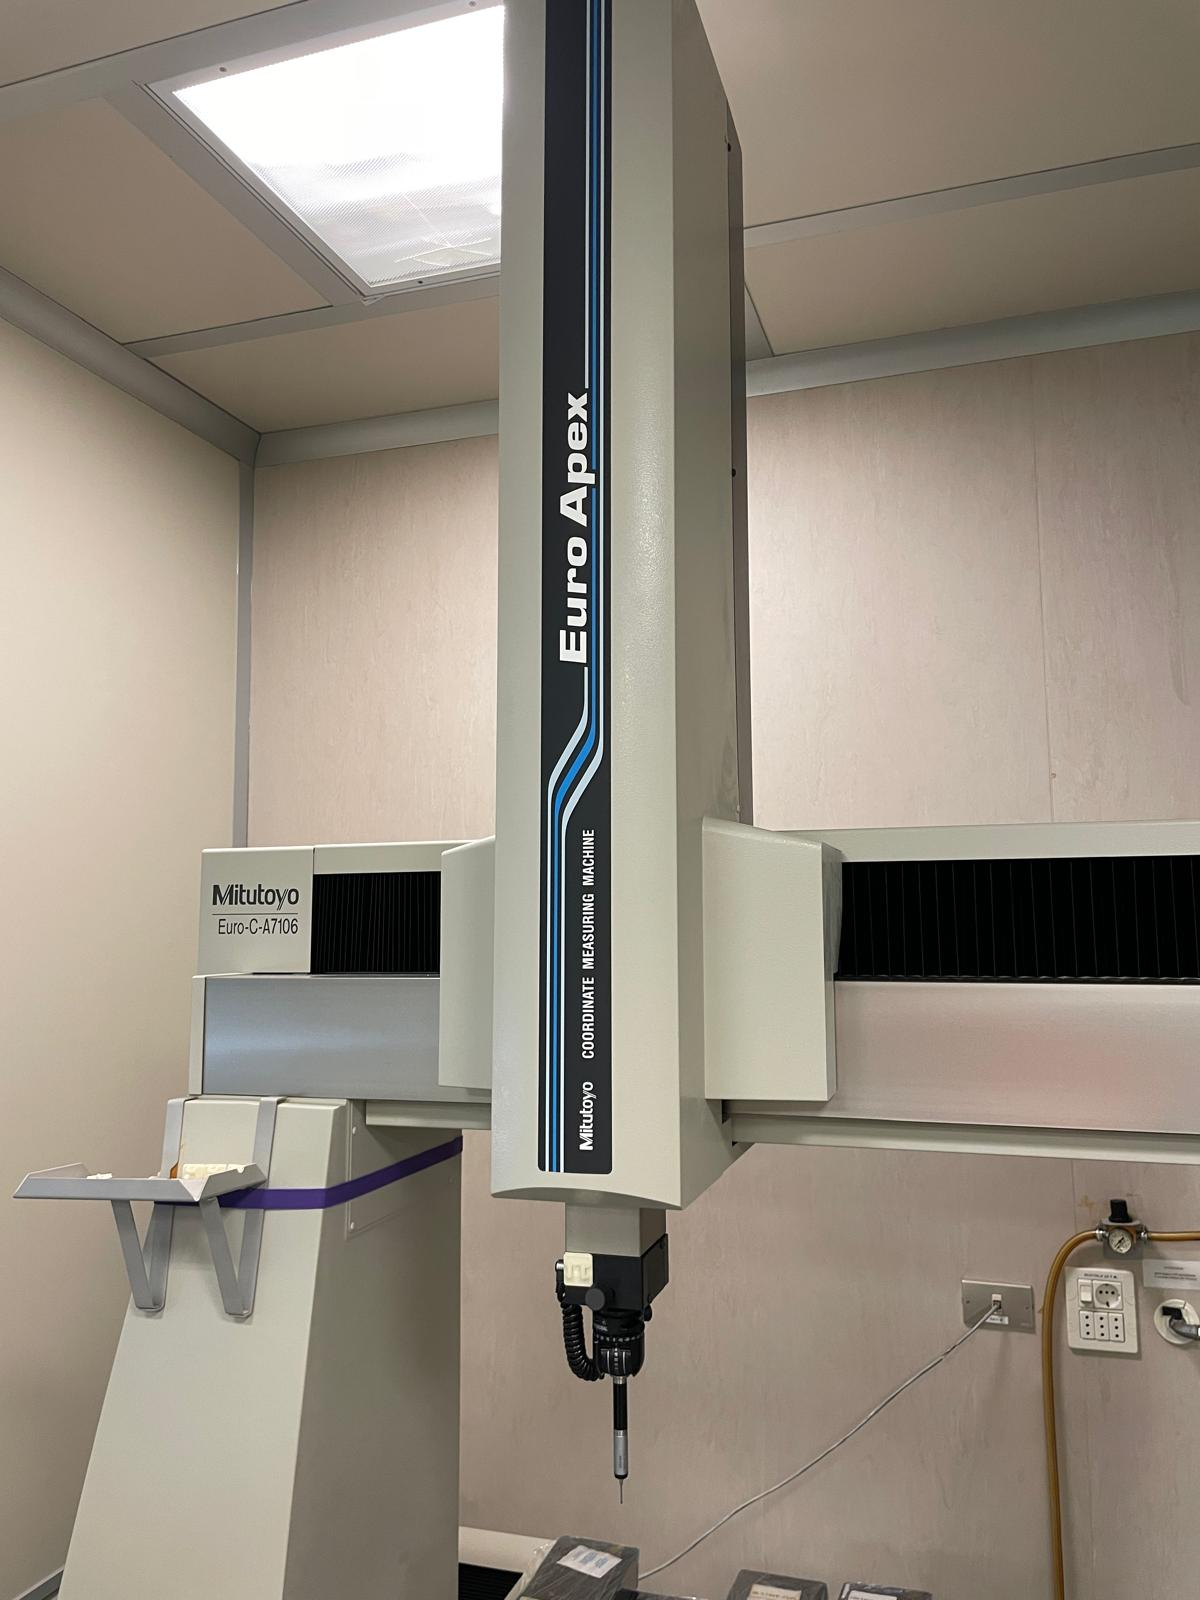 Euro Apex
Mitutoyo COORDINATE MEASURING MACHINE
Mitutoyo
Euro-C-A7106